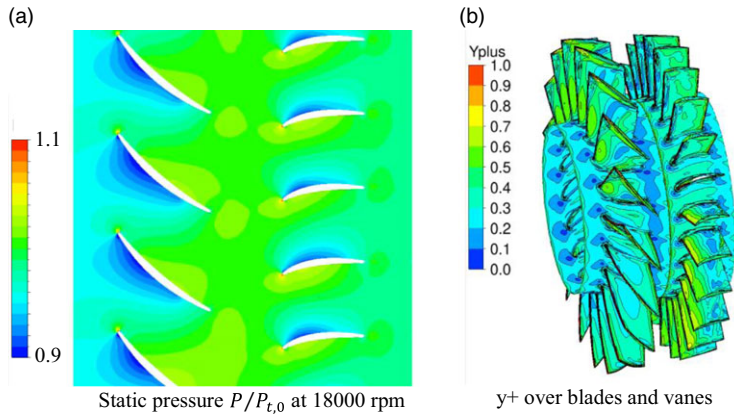 (a)
1.1
0.9
Static pressure P/P_{t,0} at 18000 rpm
(b)
Yplus
1.0
0.9
0.8
0.7
0.6
0.5
0.4
0.3
0.2
0.1
0.0
y+ over blades and vanes